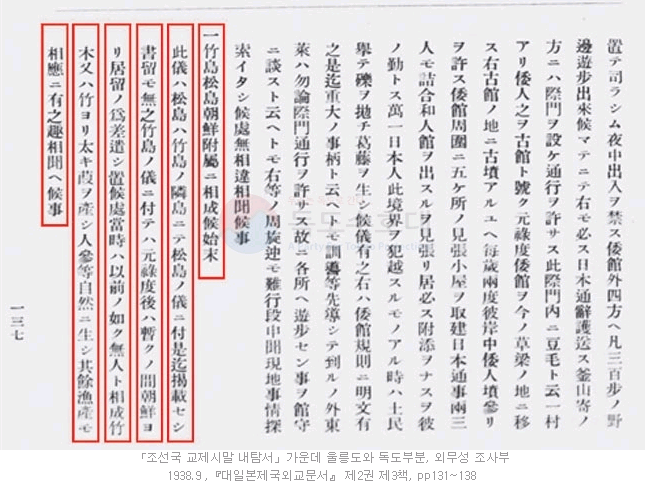 置テ司ラシム夜中出入ヲ禁ス倭館外四方ヘ凡三百步ノ野
邊遊步出來候マテニテ右モ必ス日本通辭護送ス釜山寄ノ
方ニハ際門ヲ設ケ通行ヲ許サス此際門內ニ豆毛ト云一村
アリ倭人之ヲ古館ト號ク元祿度倭館ヲ今ノ草梁ノ地ニ移
ス右古館ノ地ニ古墳アルユヘ每歲兩度彼岸中倭人墳參リ
ヲ許ス倭館周圍ニ五ケ所ノ見張小屋ヲ取建日本通事兩三
人モ詰合和人館ヲ出スルヲ見張リ居必ス附添ヲナスヲ彼
ノ勤トス萬一日本人此境界ヲ犯越スルモノアル時ハ土民
擧テ礫ヲ拋チ葛藤ヲ生シ候儀有之右ハ倭館規則ニ明文有
之是迄重大ノ事柄ト云ヘトモ訓導等先導シテ到ルノ外東
萊ハ勿論際門通行ヲ許サス故ニ各所ヘ遊步セン事ヲ館守
ニ談スト云ヘトモ右等ノ周旋迚モ難行段申聞現地事情探
索イタシ候處無相違相聞候事
一竹島松島朝鮮附屬ニ相成候始末
此儀ハ松島ハ竹島ノ隣島ニテ松島ノ儀ニ付是迄揭載セシ
書留モ無之竹島ノ儀ニ付テハ元祿度後ハ暫クノ間朝鮮ヨ
リ居留ノ爲差遣シ置候處當時ハ以前ノ如ク無人ト相成竹
木又ハ竹ヨリ太キ葭ヲ產シ人參等自然ニ生シ其餘漁產モ
相應ニ有之趣相聞ヘ候事
一三七
「조선국 교제시말 내탐서」 가운데 울릉도와 독도부분, 외무성 조사부
1938.9 , 『대일본제국외교문서』 제2권 제3책, pp131~138